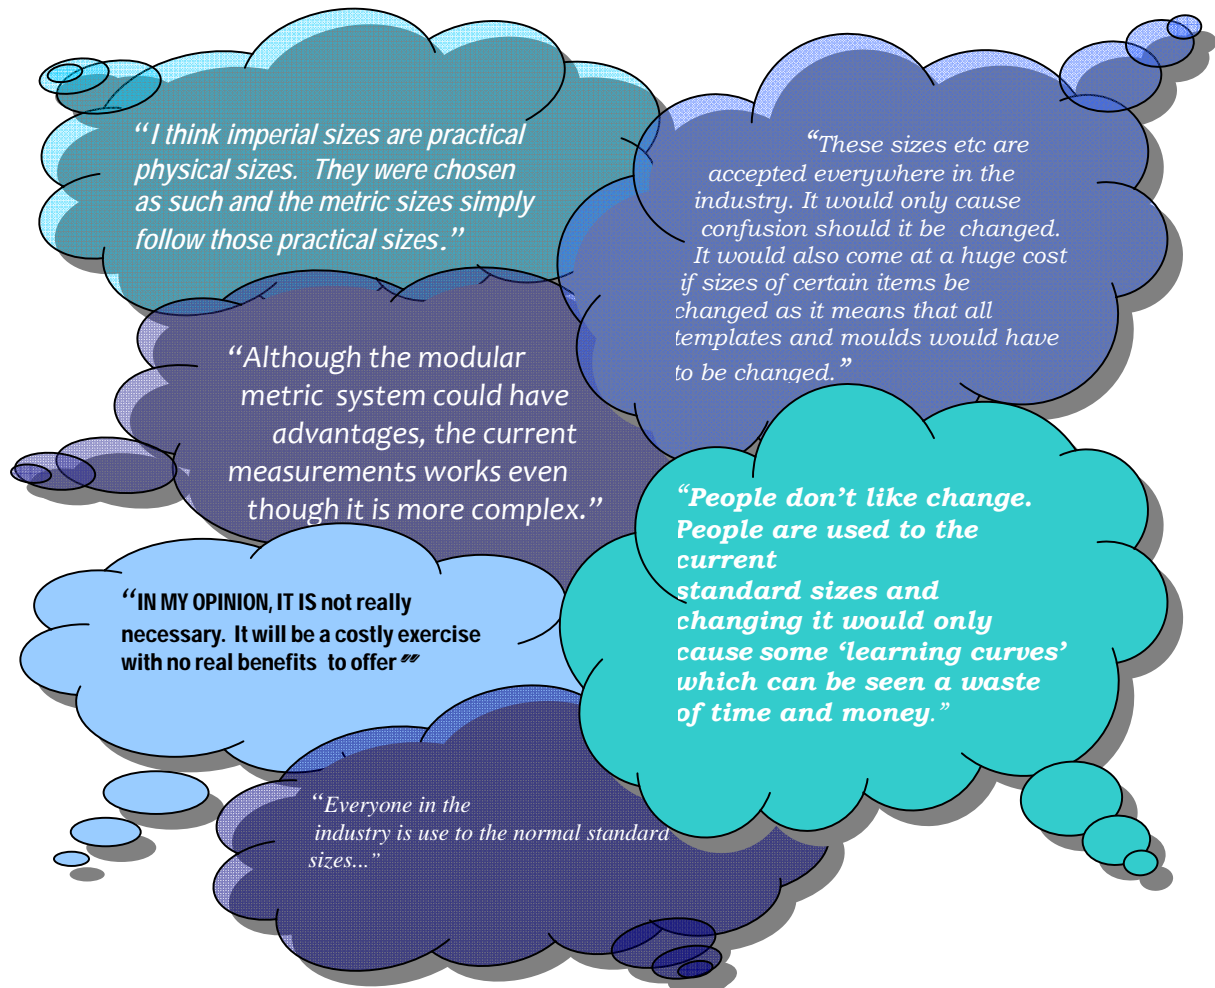 “I think imperial sizes are practical
physical sizes. They were chosen
as such and the metric sizes simply
follow those practical sizes.”
“These sizes etc are
accepted everywhere in the
industry. It would only cause
confusion should it be changed.
It would also come at a huge cost
if sizes of certain items be
changed as it means that all
templates and moulds would have
to be changed.”
“Although the modular
metric system could have
advantages, the current
measurements works even
though it is more complex.”
“People don’t like change.
People are used to the
current
standard sizes and
changing it would only
cause some ‘learning curves’
which can be seen a waste
of time and money.”
“IN MY OPINION, IT IS not really
necessary. It will be a costly exercise
with no real benefits to offer”
“Everyone in the
industry is use to the normal standard
sizes...”